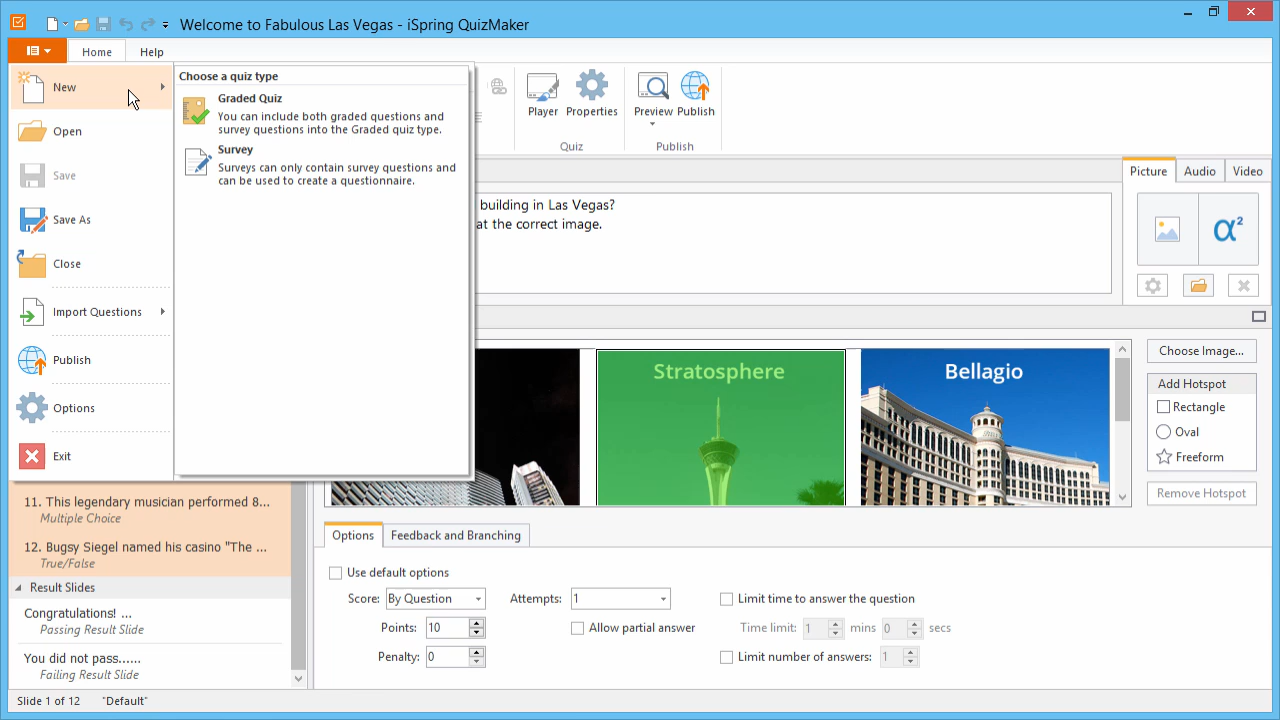 Welcome to Fabulous Las Vegas - iSpring QuizMaker
Home
Help
New
Open
Save
Save As
Close
Import Questions
Publish
Options
Exit
Choose a quiz type
Graded Quiz
You can include both graded questions and
survey questions into the Graded quiz type.
Survey
Surveys can only contain survey questions and
can be used to create a questionnaire.
Player
Properties
Quiz
Preview
Publish
Publish
building in Las Vegas?
at the correct image.
Picture
Audio
Video
α²
Stratosphere
Bellagio
Choose Image...
Add Hotspot
Rectangle
Oval
Freeform
Remove Hotspot
11. This legendary musician performed 8...
Multiple Choice
12. Bugsy Siegel named his casino "The ...
True/False
Result Slides
Congratulations! ...
Passing Result Slide
You did not pass......
Failing Result Slide
Options
Feedback and Branching
Use default options
Score: By Question
Attempts: 1
Limit time to answer the question
Points: 10
Allow partial answer
Time limit: 1 mins 0 secs
Penalty: 0
Limit number of answers: 1
Slide 1 of 12
"Default"